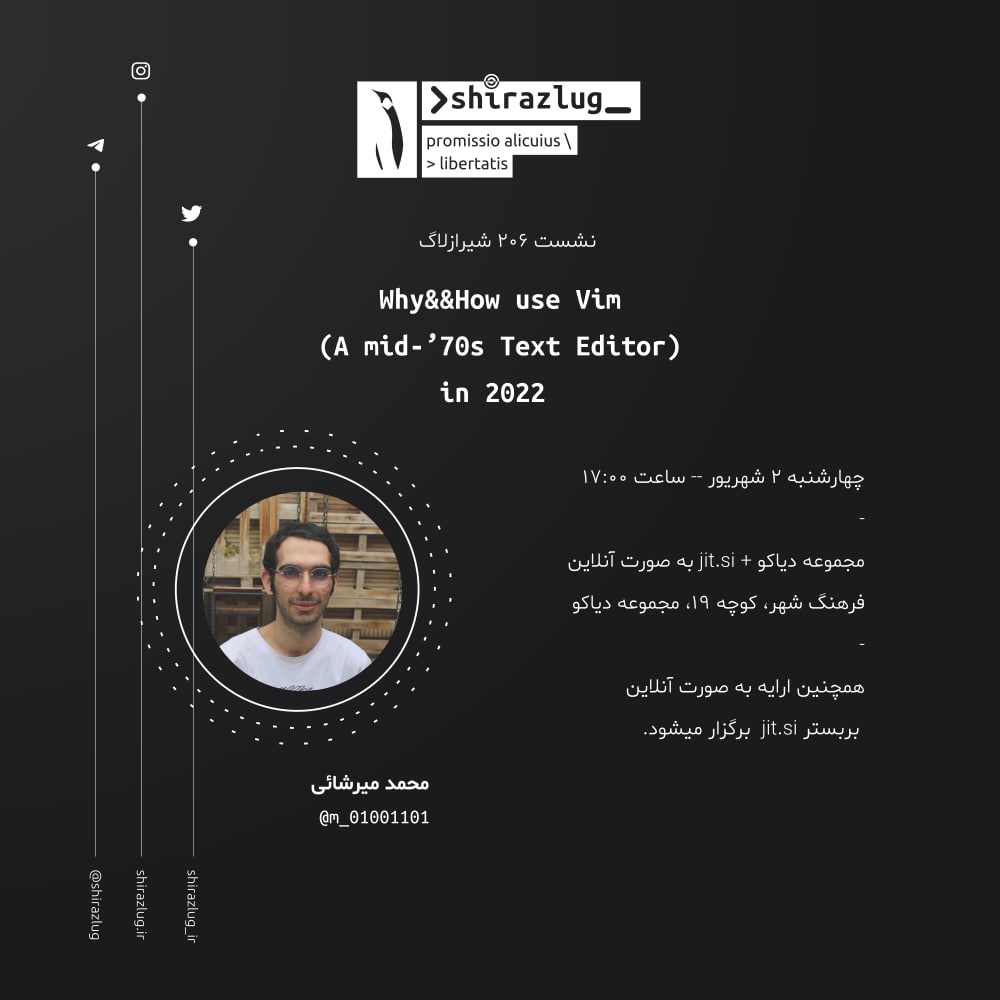 >shirazlug_
promissio alicuius \
> libertatis
نشست ۲۰۶ شیرازلاگ
Why&&How use Vim
(A mid-’70s Text Editor)
in 2022
چهارشنبه ۲ شهریور -- ساعت ۱۷:۰۰
-
مجموعه دیاکو + jit.si به صورت آنلاین
فرهنگ شهر، کوچه ۱۹، مجموعه دیاکو
-
همچنین ارایه به صورت آنلاین
بربستر jit.si برگزار میشود.
محمد میرشائی
@m_01001101
@shirazlug
shirazlug.ir
shirazlug_ir